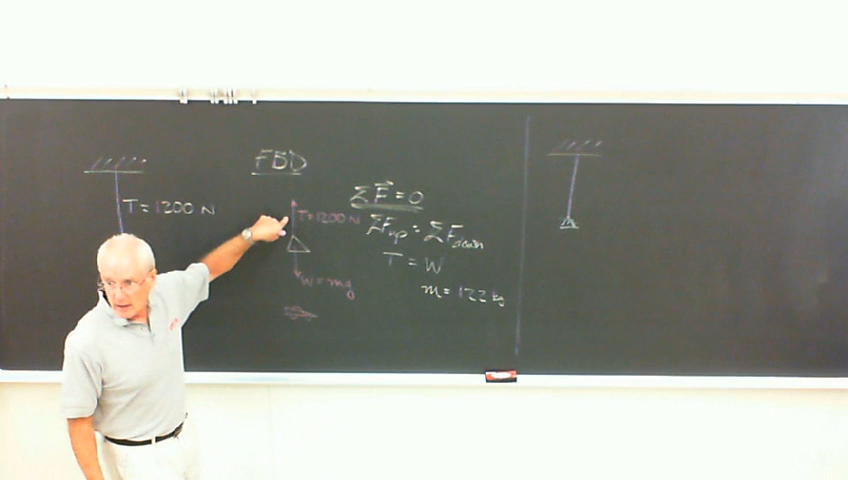 T=1200 N
FBD
T=1200 N
W=mg
ΣF⃗=0
ΣFup=ΣFdown
T=W
m=122 kg